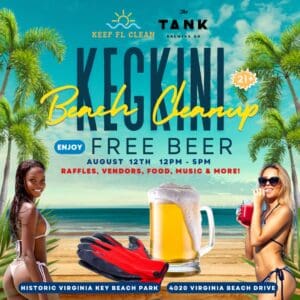 KEEP FL CLEAN
The
TANK
BREWING CO
KEGKINI
21+
Beach Cleanup
ENJOY FREE BEER
AUGUST 12TH 12PM - 5PM
RAFFLES, VENDORS, FOOD, MUSIC & MORE!
HISTORIC VIRGINIA KEY BEACH PARK 4020 VIRGINIA BEACH DRIVE